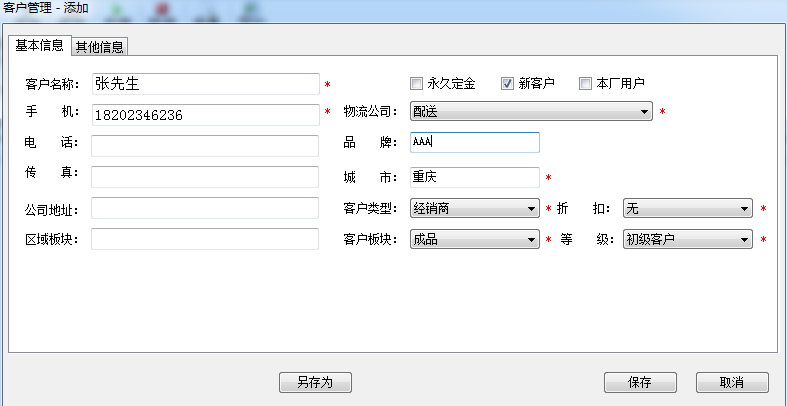 客户管理 - 添加
基本信息 其他信息
客户名称： 张先生 * 永久定金 新客户 本厂用户
手 机： 18202346236 * 物流公司： 配送 *
电 话： 品 牌： AAA
传 真： 城 市： 重庆 *
公司地址： 客户类型： 经销商 * 折 扣： 无 *
区域板块： 客户板块： 成品 * 等 级： 初级客户 *
另存为 保存 取消